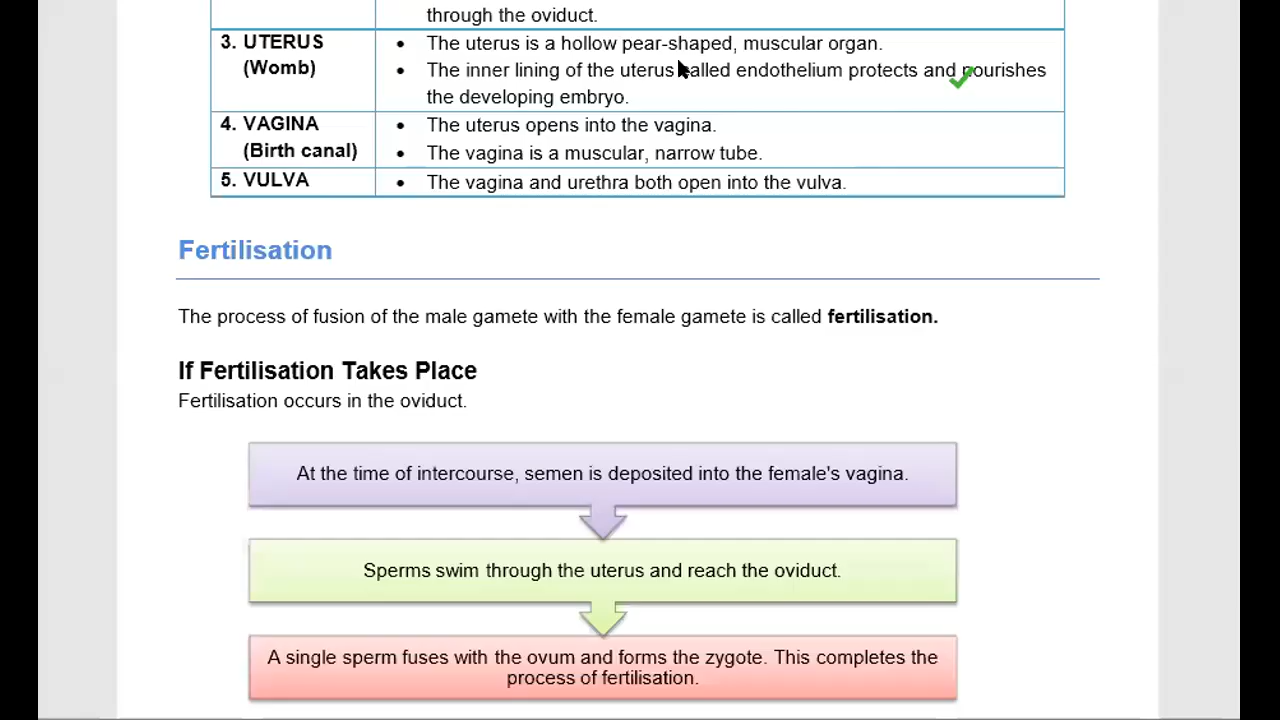 through the oviduct.
3. UTERUS
(Womb)
• The uterus is a hollow pear-shaped, muscular organ.
• The inner lining of the uterus called endothelium protects and nourishes
the developing embryo.
4. VAGINA
(Birth canal)
• The uterus opens into the vagina.
• The vagina is a muscular, narrow tube.
5. VULVA
• The vagina and urethra both open into the vulva.
Fertilisation
The process of fusion of the male gamete with the female gamete is called fertilisation.
If Fertilisation Takes Place
Fertilisation occurs in the oviduct.
At the time of intercourse, semen is deposited into the female's vagina.
Sperms swim through the uterus and reach the oviduct.
A single sperm fuses with the ovum and forms the zygote. This completes the
process of fertilisation.